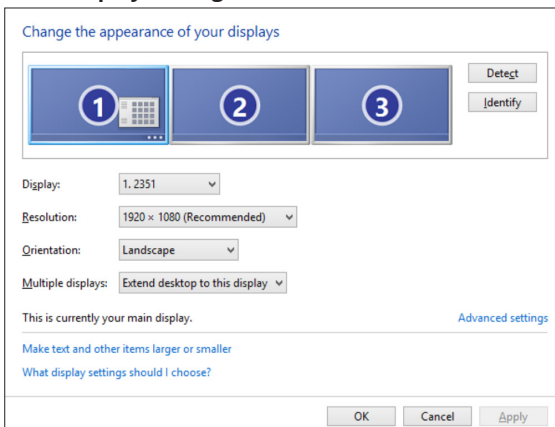 Change the appearance of your displays
1
2
3
Detect
Identify
Display: 1. 2351
Resolution: 1920 × 1080 (Recommended)
Orientation: Landscape
Multiple displays: Extend desktop to this display
This is currently your main display. Advanced settings
Make text and other items larger or smaller
What display settings should I choose?
OK Cancel Apply